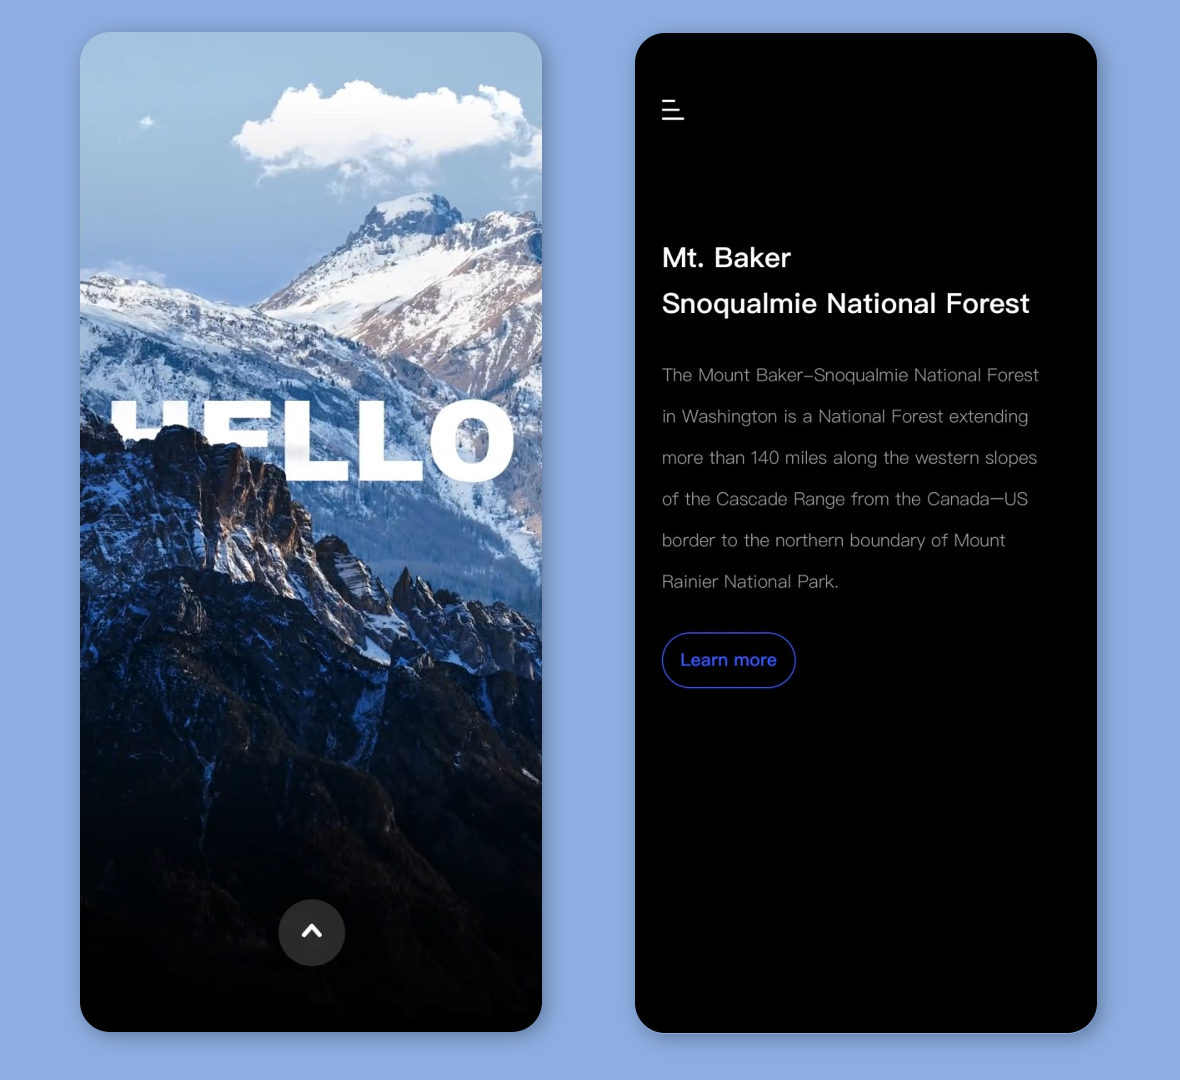 HELLO
Mt. Baker
Snoqualmie National Forest
The Mount Baker–Snoqualmie National Forest
in Washington is a National Forest extending
more than 140 miles along the western slopes
of the Cascade Range from the Canada—US
border to the northern boundary of Mount
Rainier National Park.
Learn more